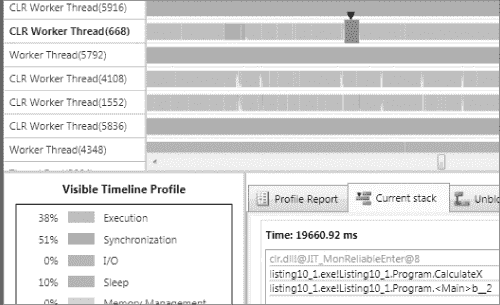 CLR Worker Thread(5916)
CLR Worker Thread(668)
Worker Thread(5792)
CLR Worker Thread(4108)
CLR Worker Thread(1552)
CLR Worker Thread(5836)
Worker Thread(4348)
Visible Timeline Profile
38% Execution
51% Synchronization
0% I/O
10% Sleep
0% Memory Management
Profile Report
Current stack
Unblo
Time: 19660.92 ms
clr.dll!@JIT_MonReliableEnter@8
listing10_1.exe!Listing10_1.Program.CalculateX
listing10_1.exe!Listing10_1.Program.<Main>b__2